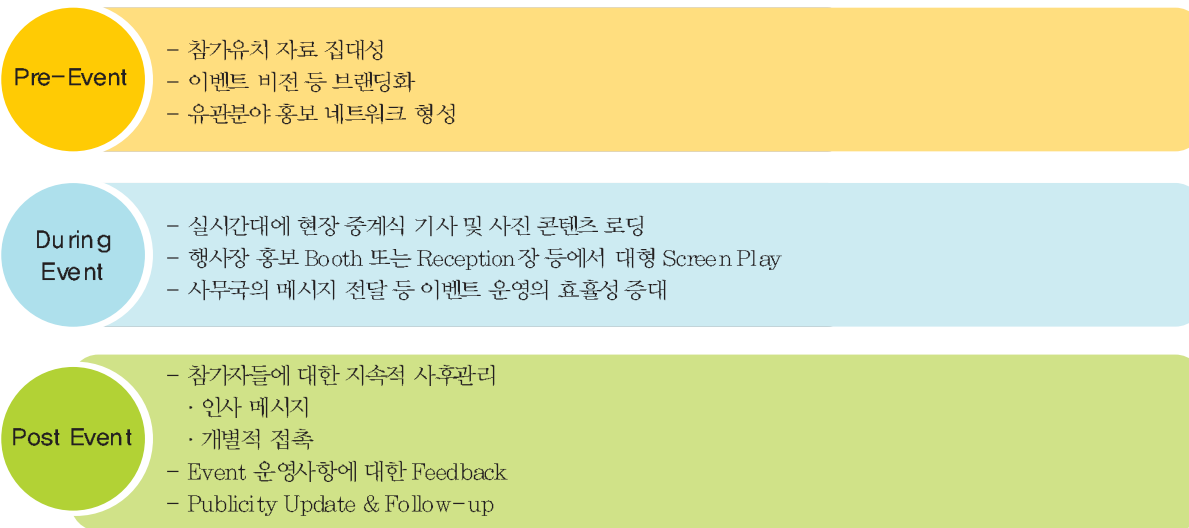 Pre-Event
- 참가유치 자료 집대성
- 이벤트 비전 등 브랜딩화
- 유관분야 홍보 네트워크 형성
During
Event
- 실시간대에 현장 중계식 기사 및 사진 콘텐츠 로딩
- 행사장 홍보 Booth 또는 Reception장 등에서 대형 Screen Play
- 사무국의 메시지 전달 등 이벤트 운영의 효율성 증대
Post Event
- 참가자들에 대한 지속적 사후관리
· 인사 메시지
· 개별적 접촉
- Event 운영사항에 대한 Feedback
- Publicity Update & Follow-up